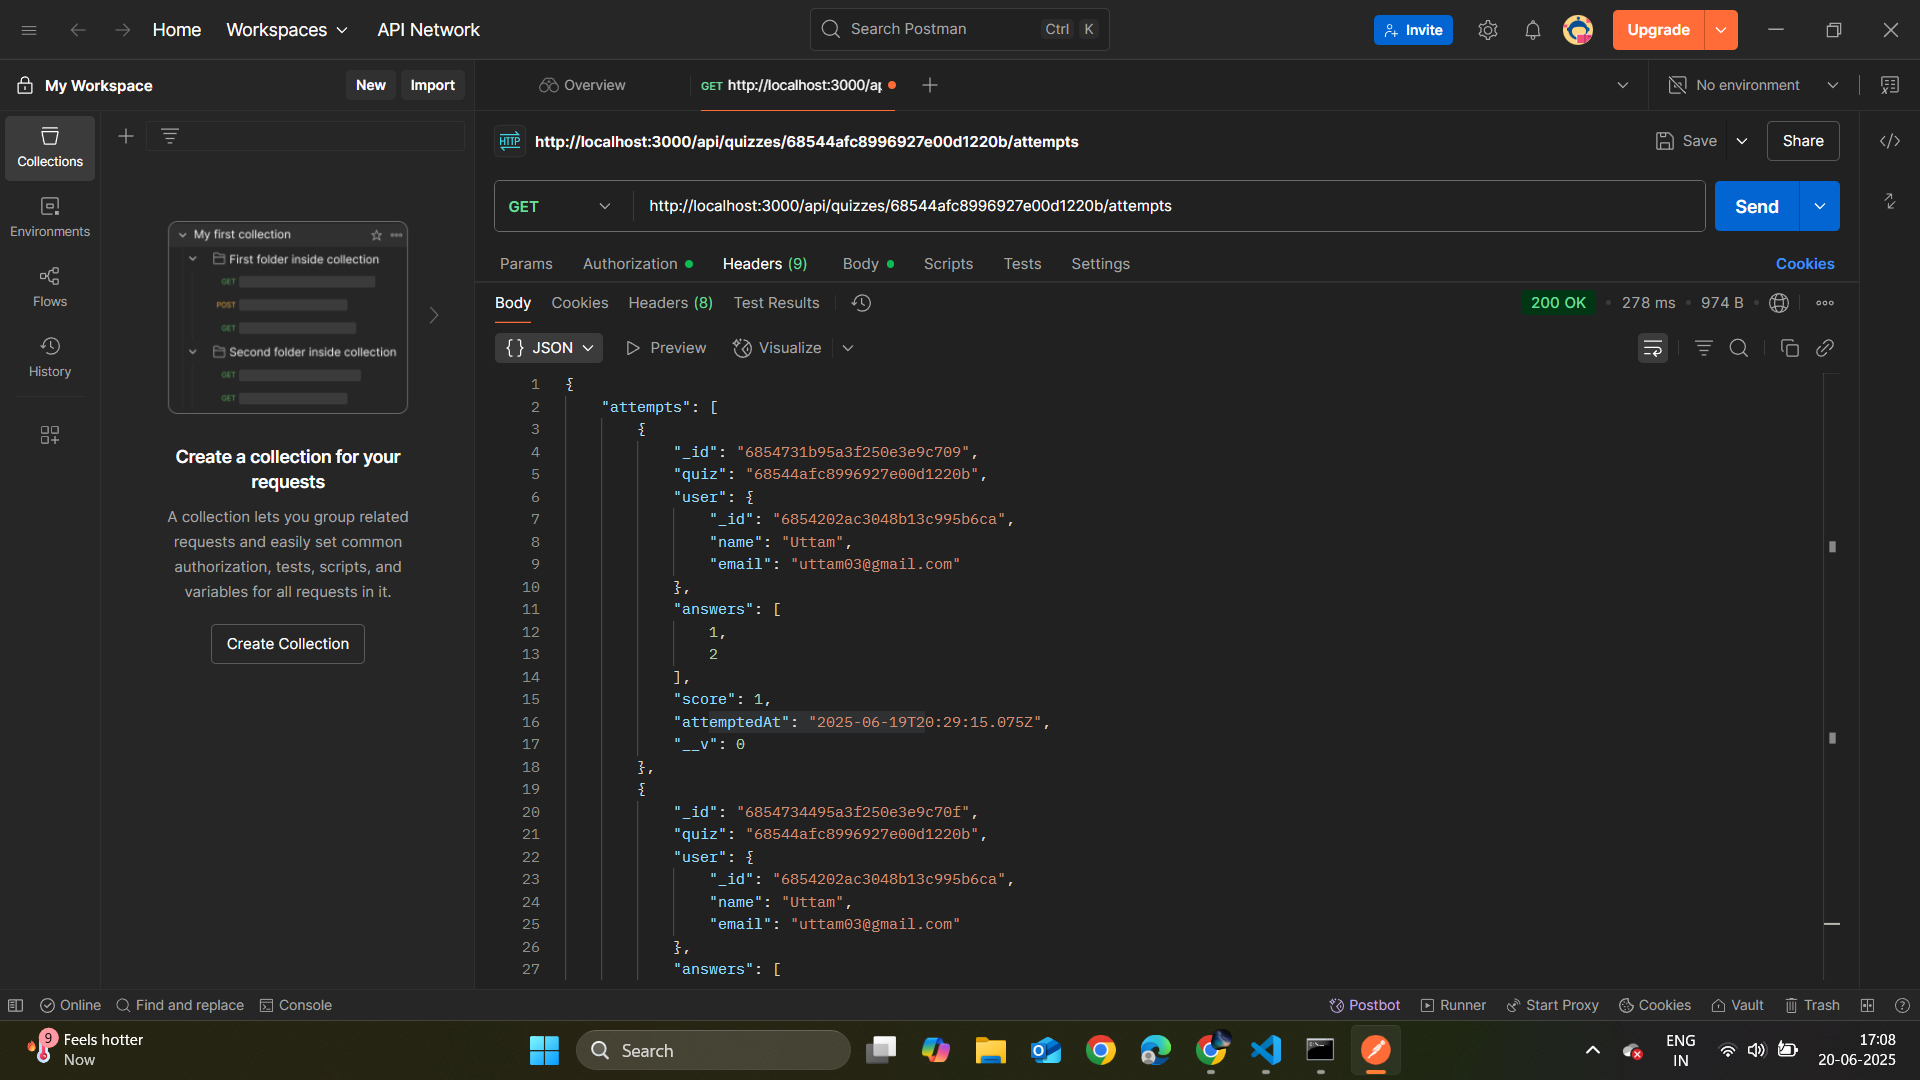 Home Workspaces API Network Search Postman Ctrl K Invite Upgrade
My Workspace New Import Overview GET http://localhost:3000/ap No environment
Collections
Environments
Flows
History
My first collection
First folder inside collection
GET
POST
GET
Second folder inside collection
GET
GET
Create a collection for your
requests
A collection lets you group related
requests and easily set common
authorization, tests, scripts, and
variables for all requests in it.
Create Collection
HTTP http://localhost:3000/api/quizzes/68544afc8996927e00d1220b/attempts Save Share
GET http://localhost:3000/api/quizzes/68544afc8996927e00d1220b/attempts Send
Params Authorization Headers (9) Body Scripts Tests Settings Cookies
Body Cookies Headers (8) Test Results 200 OK 278 ms 974 B
{} JSON Preview Visualize
1 {
2 "attempts": [
3 {
4 "_id": "6854731b95a3f250e3e9c709",
5 "quiz": "68544afc8996927e00d1220b",
6 "user": {
7 "_id": "6854202ac3048b13c995b6ca",
8 "name": "Uttam",
9 "email": "uttam03@gmail.com"
10 },
11 "answers": [
12 1,
13 2
14 ],
15 "score": 1,
16 "attemptedAt": "2025-06-19T20:29:15.075Z",
17 "__v": 0
18 },
19 {
20 "_id": "6854734495a3f250e3e9c70f",
21 "quiz": "68544afc8996927e00d1220b",
22 "user": {
23 "_id": "6854202ac3048b13c995b6ca",
24 "name": "Uttam",
25 "email": "uttam03@gmail.com"
26 },
27 "answers": [
Online Find and replace Console Postbot Runner Start Proxy Cookies Vault Trash
9 Feels hotter
Now
Search
ENG
IN
17:08
20-06-2025